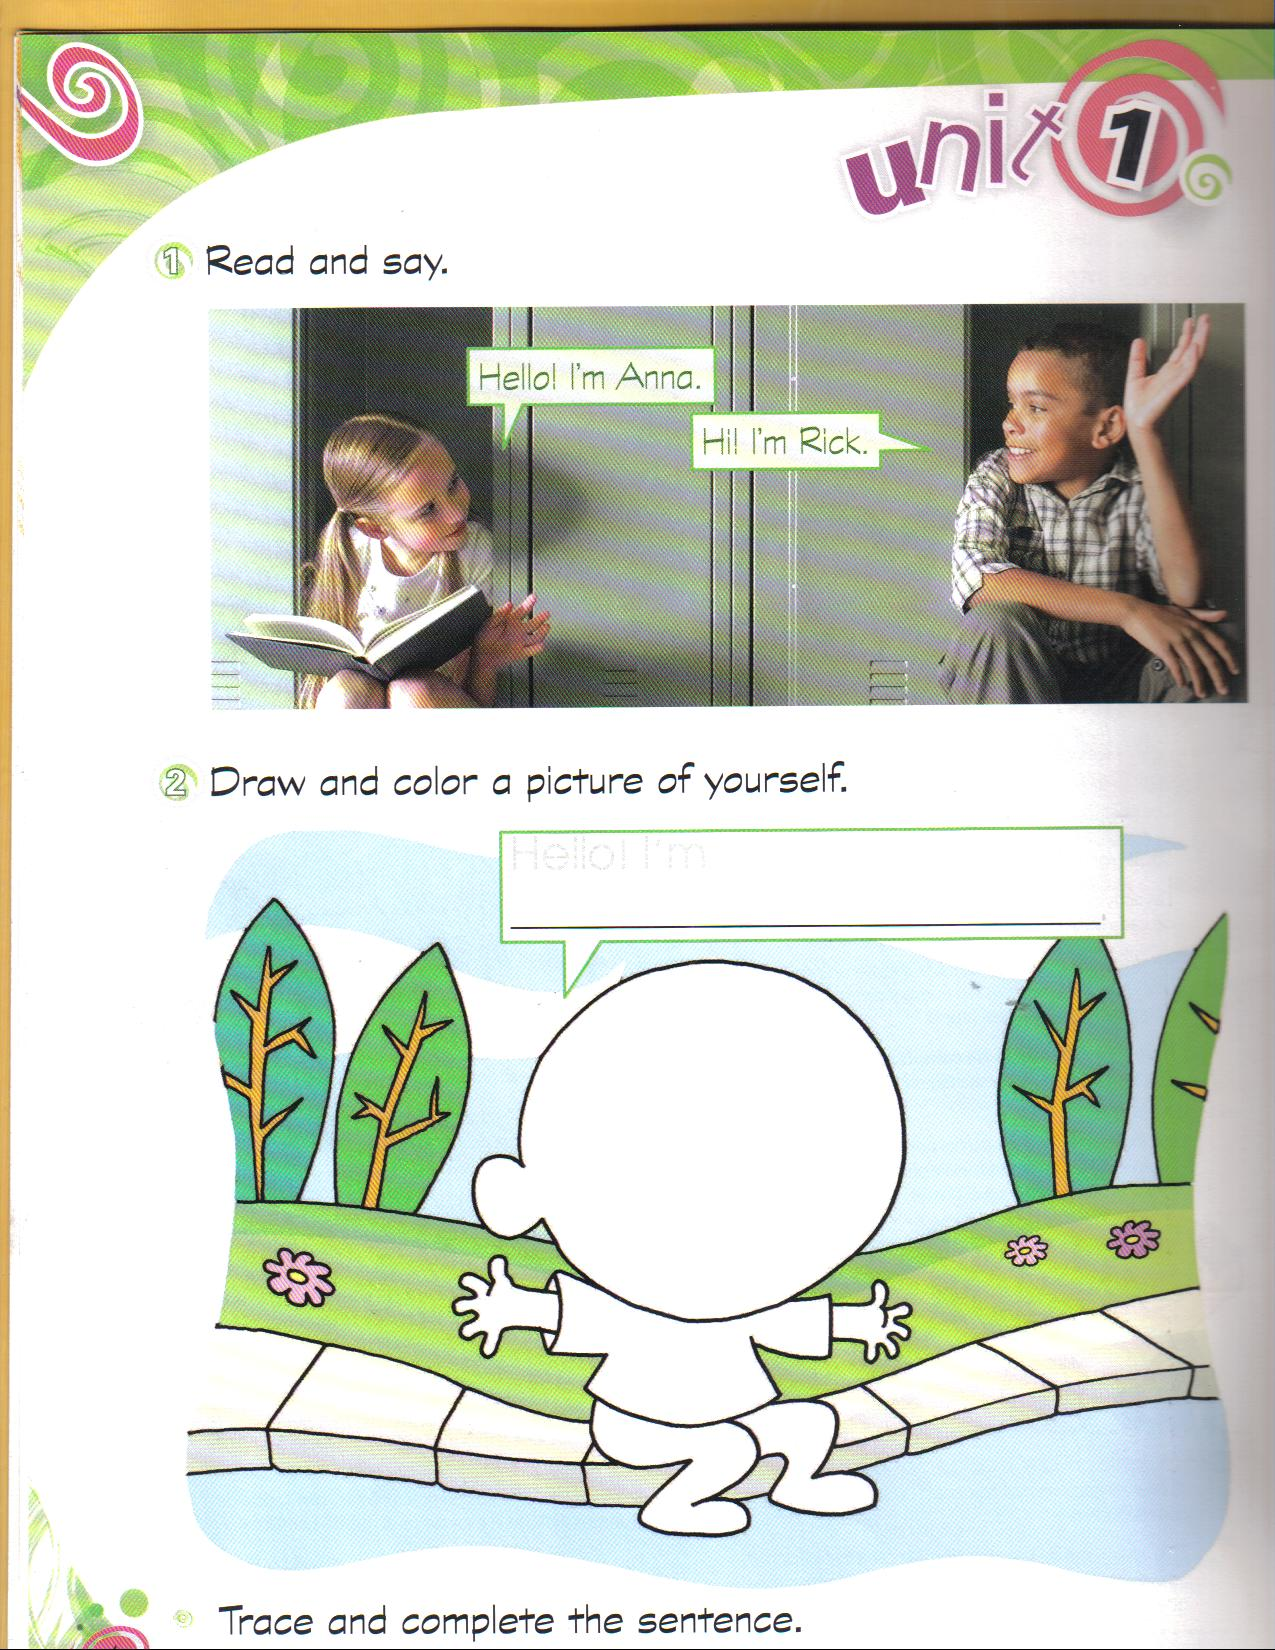 unit 1
1 Read and say.
Hello! I'm Anna.
Hi! I'm Rick.
2 Draw and color a picture of yourself.
Hello! I'm
.
Trace and complete the sentence.